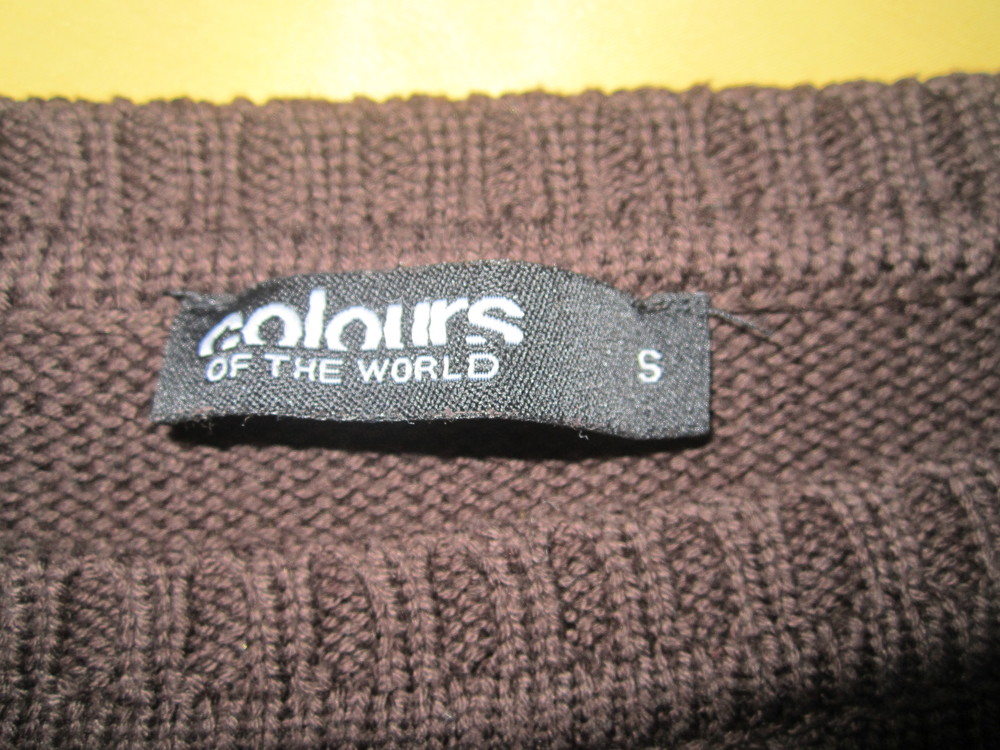 colours
OF THE WORLD
S